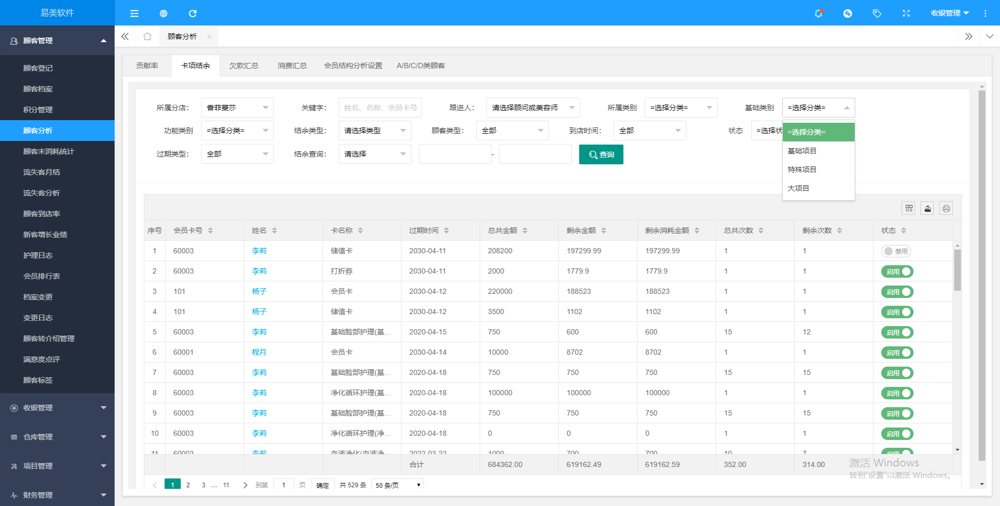 易美软件
收银管理
顾客管理
顾客登记
顾客档案
积分管理
顾客分析
顾客未消耗统计
流失客月结
流失客分析
顾客到店率
新客增长业绩
护理日志
会员排行表
档案变更
变更日志
顾客转介绍管理
满意度点评
顾客标签
收银管理
仓库管理
项目管理
财务管理
顾客分析
贡献率 卡项结余 欠款汇总 消费汇总 会员结构分析设置 A/B/C/D类顾客
所属分店: 香菲蔓莎 关键字: 姓名、名称、会员卡号 跟进人: 请选择顾问或美容师 所属类别 =选择分类= 基础类别 =选择分类=
功能类别 =选择分类= 结余类型: 请选择类型 顾客类型: 全部 到店时间: 全部 状态 =选择状
过期类型: 全部 结余查询: 请选择 - 查询
=选择分类=
基础项目
特殊项目
大项目
序号 会员卡号 姓名 卡名称 过期时间 总共金额 剩余金额 剩余消耗金额 总共次数 剩余次数 状态
1 60003 李莉 储值卡 2030-04-11 208200 197299.99 197299.99 1 1 禁用
2 60003 李莉 打折券 2030-04-11 2000 1779.9 1779.9 1 1 启用
3 101 杨子 会员卡 2030-04-12 220000 188523 188523 1 1 启用
4 101 杨子 储值卡 2030-04-12 3500 1102 1102 1 1 启用
5 60003 李莉 基础脸部护理(基... 2020-04-15 750 600 600 15 12 启用
6 60001 程月 会员卡 2030-04-14 10000 8702 8702 1 1 启用
7 60003 李莉 基础脸部护理(基... 2020-04-18 750 750 750 15 15 启用
8 60003 李莉 净化循环护理(基... 2020-04-18 100000 100000 100000 1 1 启用
9 60003 李莉 基础脸部护理(基... 2020-04-18 750 750 750 15 15 启用
10 60003 李莉 净化循环护理(净... 2020-04-18 0 0 0 1 1 启用
11 60003 李莉 血液净化(血液净... 2022-03-22 1000 700 700 10 7 启用
合计 684362.00 619162.49 619162.59 352.00 314.00
1 2 3 ... 11 到第 1 页 确定 共 529 条 50 条/页
激活 Windows
转到“设置”以激活 Windows。